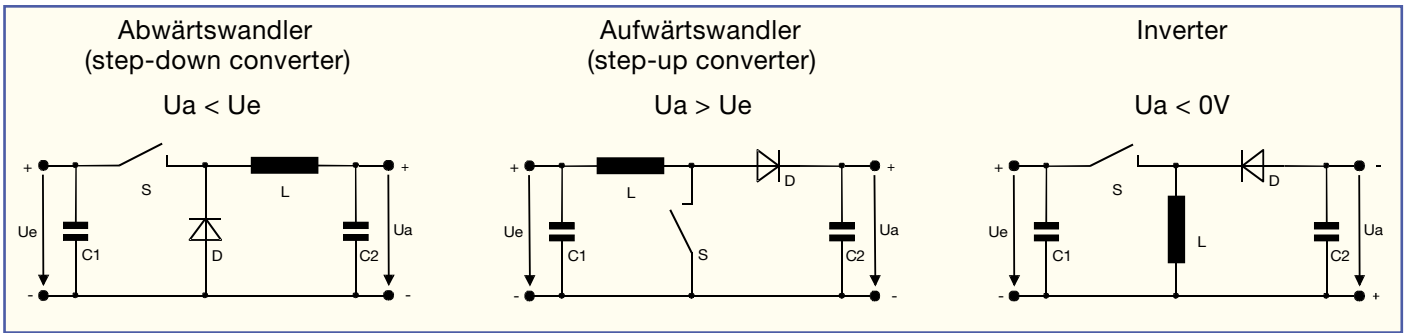 Abwärtswandler
(step-down converter)
Ua < Ue
+
+
S
L
Ue
C1
D
C2
Ua
-
-
Aufwärtswandler
(step-up converter)
Ua > Ue
+
+
L
D
Ue
C1
S
C2
Ua
-
-
Inverter
Ua < 0V
+
-
S
D
Ue
C1
L
C2
Ua
-
+